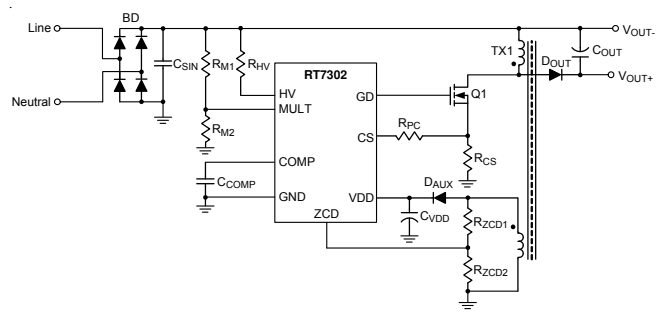 BD
Line
Neutral
CSIN
RM1
RHV
RM2
RT7302
HV
MULT
COMP
GND
GD
CS
VDD
ZCD
CCOMP
RPC
Q1
RCS
DAUX
CVDD
RZCD1
RZCD2
TX1
DOUT
COUT
VOUT-
VOUT+